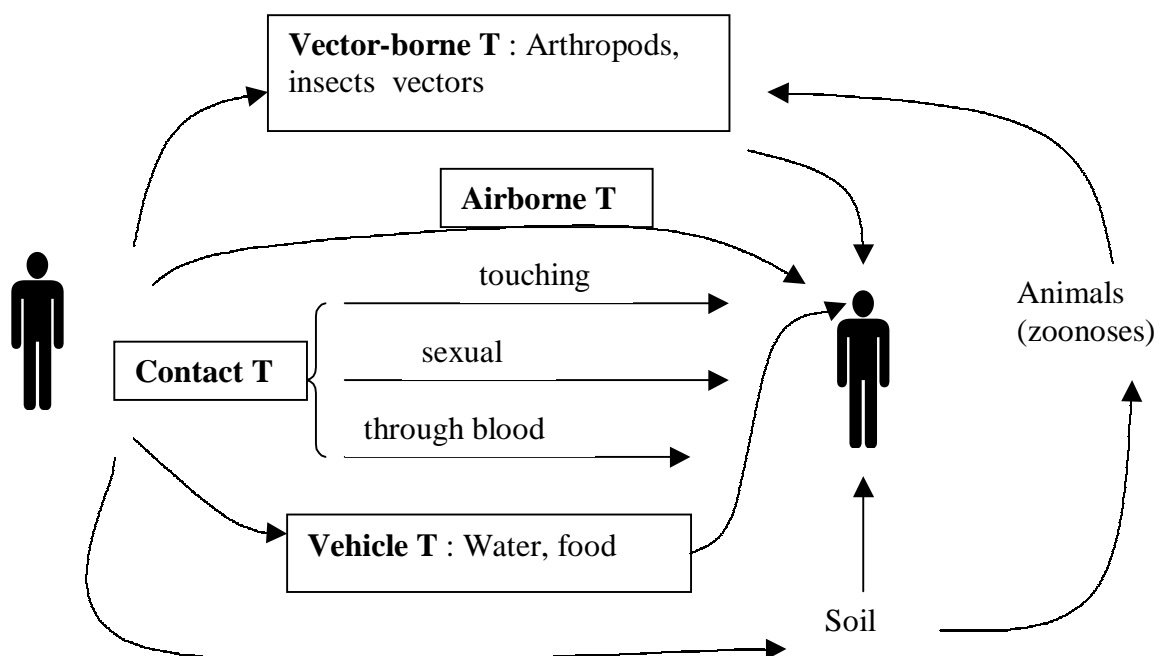 Vector-borne T : Arthropods,
insects vectors
Airborne T
touching
Animals
(zoonoses)
sexual
Contact T
through blood
Vehicle T : Water, food
Soil